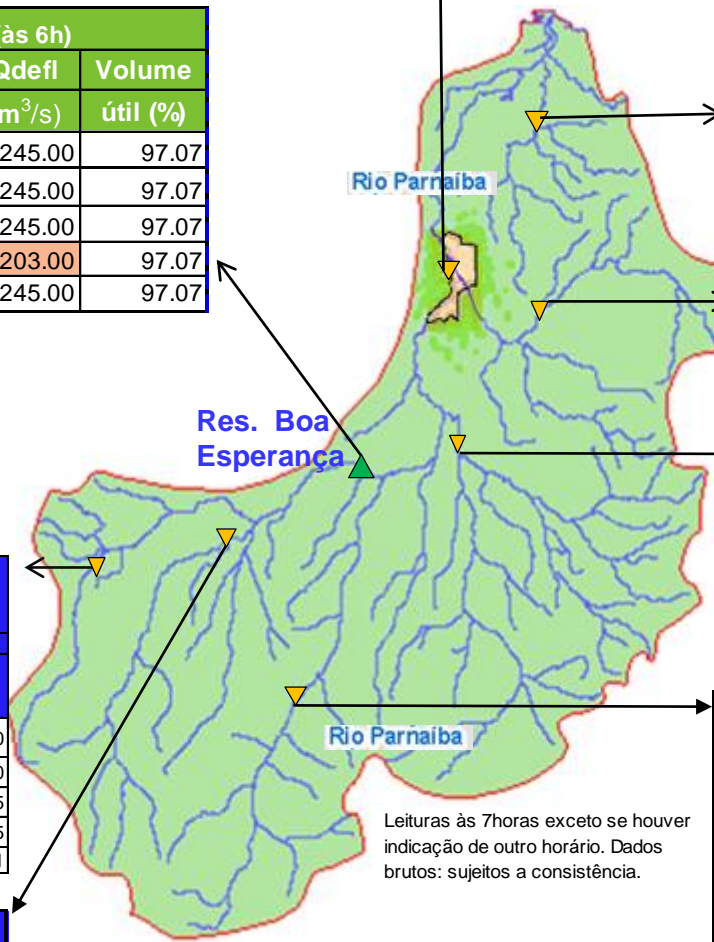 (às 6h)
Qdefl Volume
m³/s) útil (%)
245.00 97.07
245.00 97.07
245.00 97.07
203.00 97.07
245.00 97.07
Rio Parnaíba
Res. Boa
Esperança
Rio Parnaíba
Leituras às 7horas exceto se houver
indicação de outro horário. Dados
brutos: sujeitos a consistência.